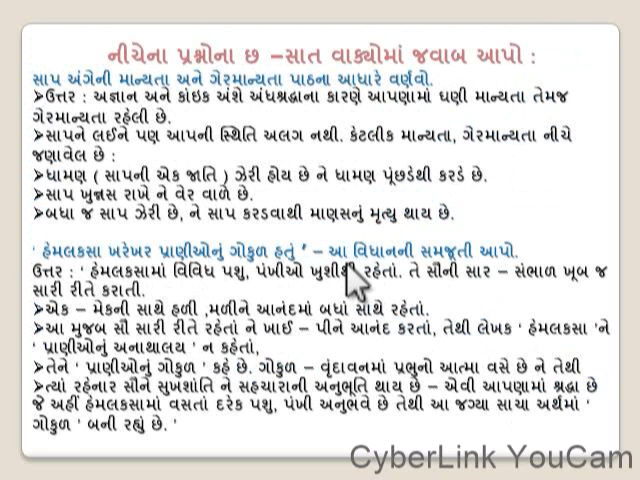 નીચેના પ્રશ્નોના છ –સાત વાક્યોમાં જવાબ આપો :
સાપ અંગેની માન્યતા અને ગેરમાન્યતા પાઠના આધારે વર્ણવો.
➢ઉત્તર : અજ્ઞાન અને કાંઇક અંશે અંધશ્રદ્ધાના કારણે આપણામાં ઘણી માન્યતા તેમજ
ગેરમાન્યતા રહેલી છે.
➢સાપને લઈને પણ આપની સ્થિતિ અલગ નથી. કેટલીક માન્યતા, ગેરમાન્યતા નીચે
જણાવેલ છે :
➢ધામણ ( સાપની એક જાતિ ) ઝેરી હોય છે ને ધામણ પૂંછડેથી કરડે છે.
➢સાપ ખુન્નસ રાખે ને વેર વાળે છે.
➢બધા જ સાપ ઝેરી છે, ને સાપ કરડવાથી માણસનું મૃત્યુ થાય છે.
' હેમલકસા ખરેખર પ્રાણીઓનું ગોકુળ હતું ' – આ વિધાનની સમજૂતી આપો.
ઉત્તર : ' હેમલકસામાં વિવિધ પશુ, પંખીઓ ખુશીથી રહેતાં. તે સૌની સાર – સંભાળ ખૂબ જ
સારી રીતે કરાતી.
➢એક – મેકની સાથે હળી ,મળીને આનંદમાં બધાં સાથે રહેતાં.
➢આ મુજબ સૌ સારી રીતે રહેતાં ને ખાઈ – પીને આનંદ કરતાં, તેથી લેખક ' હેમલકસા 'ને
' પ્રાણીઓનું અનાથાલય ' ન કહેતાં,
➢તેને ' પ્રાણીઓનું ગોકુળ ' કહે છે. ગોકુળ – વૃંદાવનમાં પ્રભુનો આત્મા વસે છે ને તેથી
➢ત્યાં રહેનાર સૌને સુખશાંતિ ને સહચારાની અનુભૂતિ થાય છે – એવી આપણામાં શ્રદ્ધા છે
જે અહીં હેમલકસામાં વસતાં દરેક પશુ, પંખી અનુભવે છે તેથી આ જગ્યા સાચા અર્થમાં '
ગોકુળ ' બની રહ્યું છે. '
CyberLink YouCam